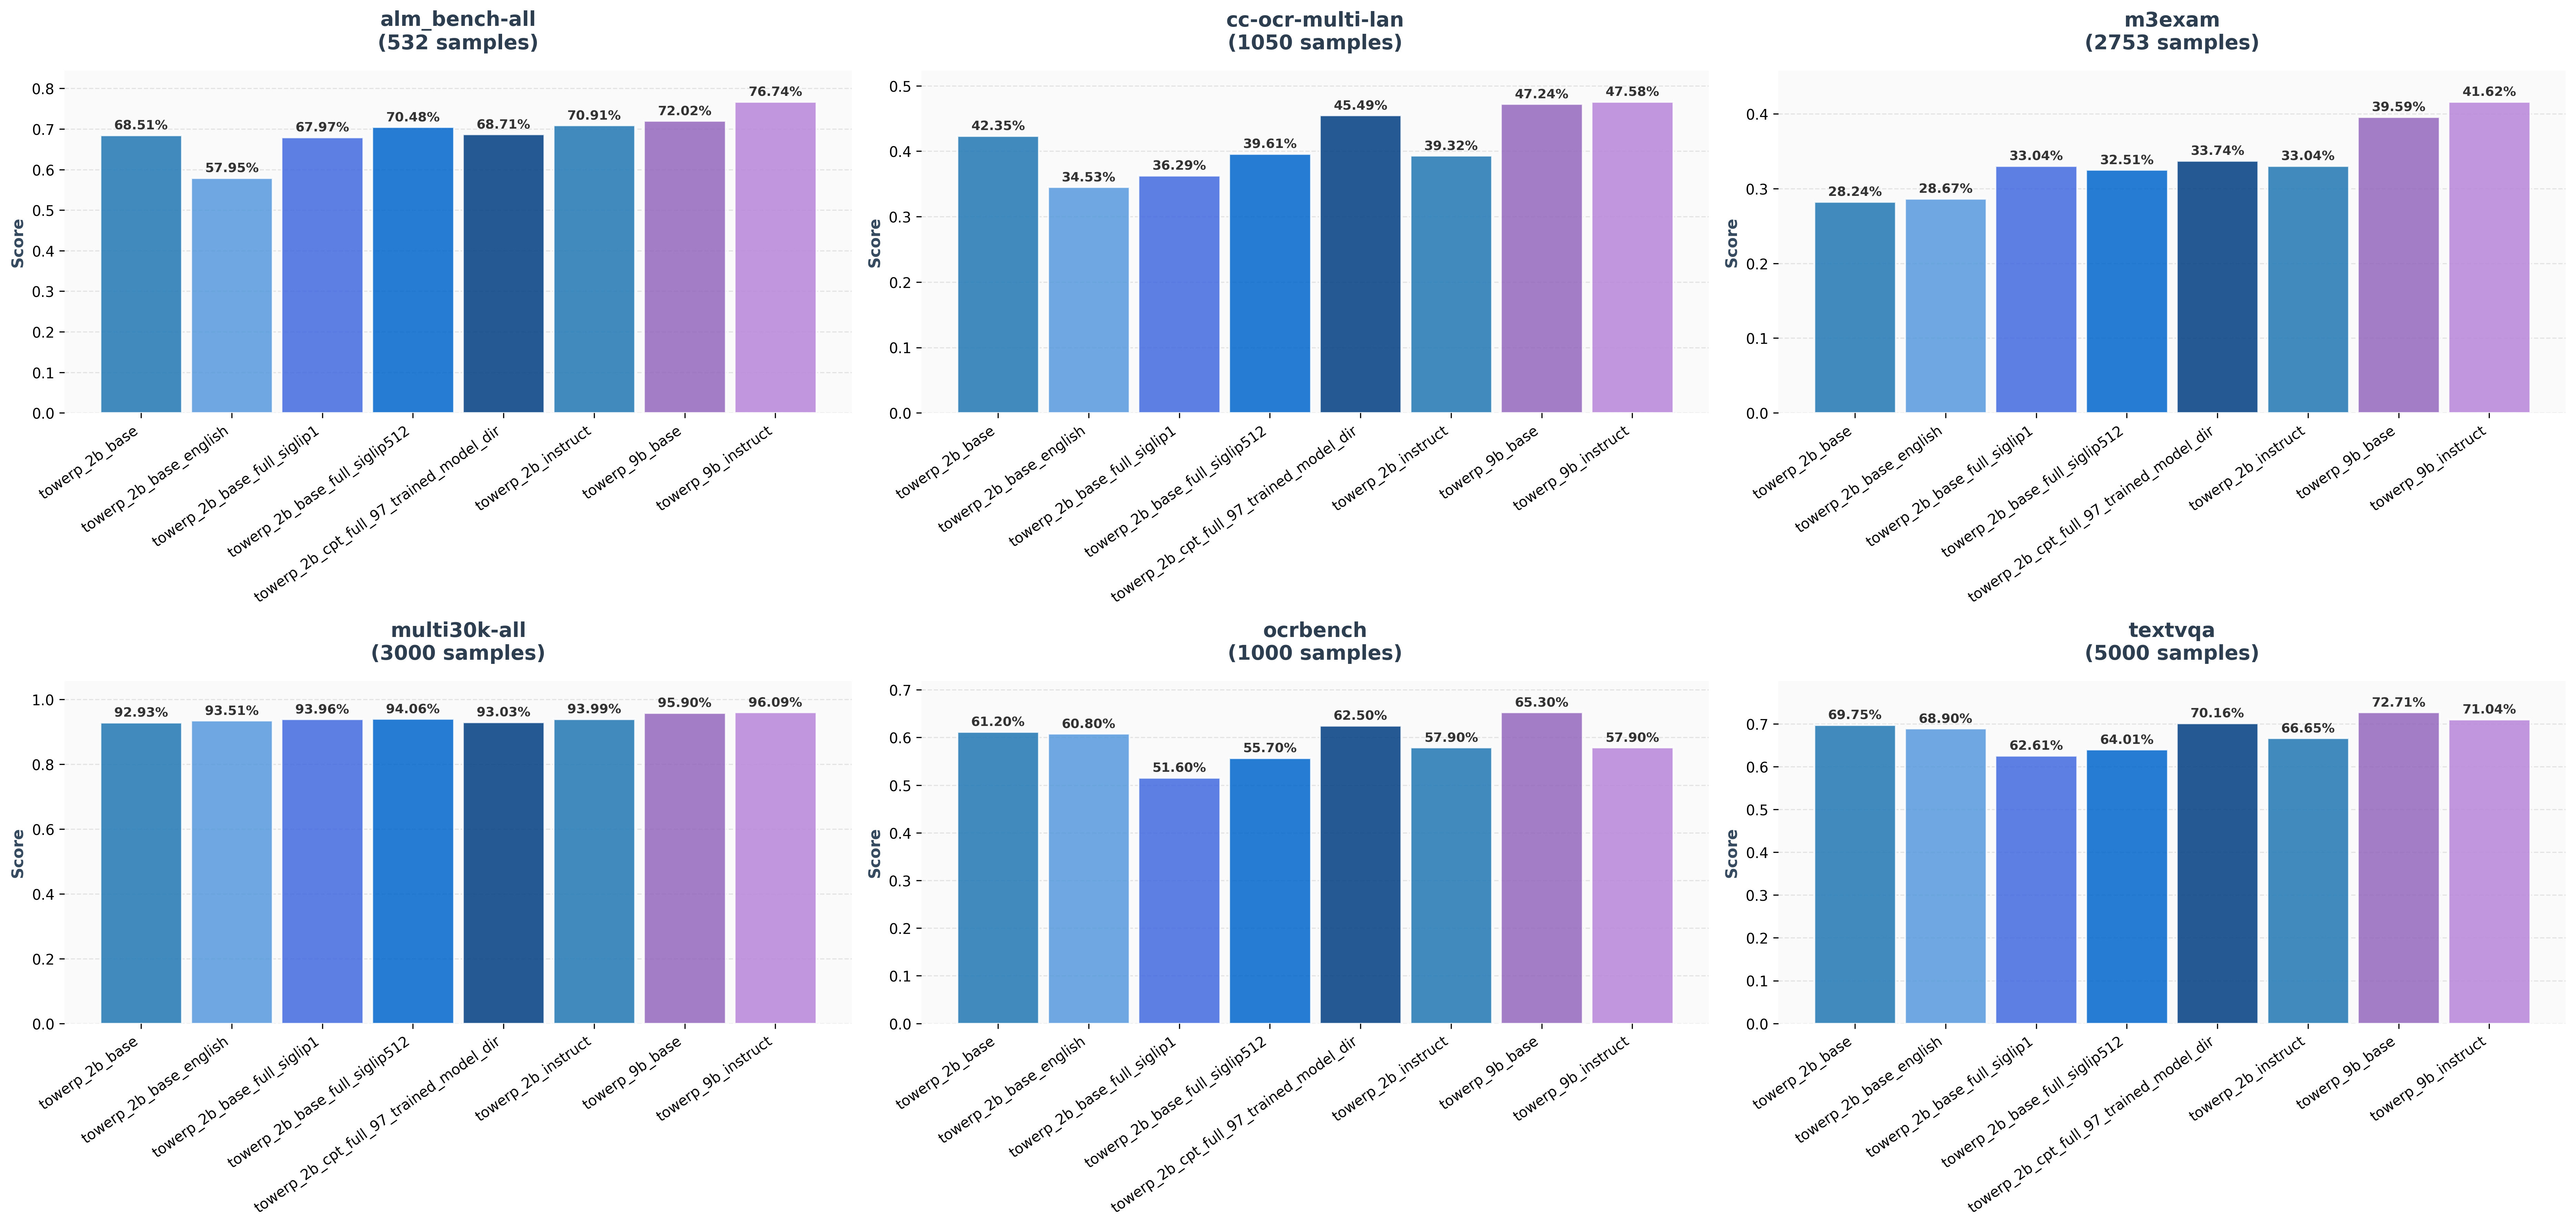 alm_bench-all
(532 samples)
Score
0.8
0.7
0.6
0.5
0.4
0.3
0.2
0.1
0.0
68.51%
57.95%
67.97%
70.48%
68.71%
70.91%
72.02%
76.74%
towerp_2b_base
towerp_2b_base_english
towerp_2b_base_full_siglip1
towerp_2b_base_full_siglip512
towerp_2b_cpt_full_97_trained_model_dir
towerp_2b_instruct
towerp_9b_base
towerp_9b_instruct
cc-ocr-multi-lan
(1050 samples)
Score
0.5
0.4
0.3
0.2
0.1
0.0
42.35%
34.53%
36.29%
39.61%
45.49%
39.32%
47.24%
47.58%
towerp_2b_base
towerp_2b_base_english
towerp_2b_base_full_siglip1
towerp_2b_base_full_siglip512
towerp_2b_cpt_full_97_trained_model_dir
towerp_2b_instruct
towerp_9b_base
towerp_9b_instruct
m3exam
(2753 samples)
Score
0.4
0.3
0.2
0.1
0.0
28.24%
28.67%
33.04%
32.51%
33.74%
33.04%
39.59%
41.62%
towerp_2b_base
towerp_2b_base_english
towerp_2b_base_full_siglip1
towerp_2b_base_full_siglip512
towerp_2b_cpt_full_97_trained_model_dir
towerp_2b_instruct
towerp_9b_base
towerp_9b_instruct
multi30k-all
(3000 samples)
Score
1.0
0.8
0.6
0.4
0.2
0.0
92.93%
93.51%
93.96%
94.06%
93.03%
93.99%
95.90%
96.09%
towerp_2b_base
towerp_2b_base_english
towerp_2b_base_full_siglip1
towerp_2b_base_full_siglip512
towerp_2b_cpt_full_97_trained_model_dir
towerp_2b_instruct
towerp_9b_base
towerp_9b_instruct
ocrbench
(1000 samples)
Score
0.7
0.6
0.5
0.4
0.3
0.2
0.1
0.0
61.20%
60.80%
51.60%
55.70%
62.50%
57.90%
65.30%
57.90%
towerp_2b_base
towerp_2b_base_english
towerp_2b_base_full_siglip1
towerp_2b_base_full_siglip512
towerp_2b_cpt_full_97_trained_model_dir
towerp_2b_instruct
towerp_9b_base
towerp_9b_instruct
textvqa
(5000 samples)
Score
0.7
0.6
0.5
0.4
0.3
0.2
0.1
0.0
69.75%
68.90%
62.61%
64.01%
70.16%
66.65%
72.71%
71.04%
towerp_2b_base
towerp_2b_base_english
towerp_2b_base_full_siglip1
towerp_2b_base_full_siglip512
towerp_2b_cpt_full_97_trained_model_dir
towerp_2b_instruct
towerp_9b_base
towerp_9b_instruct